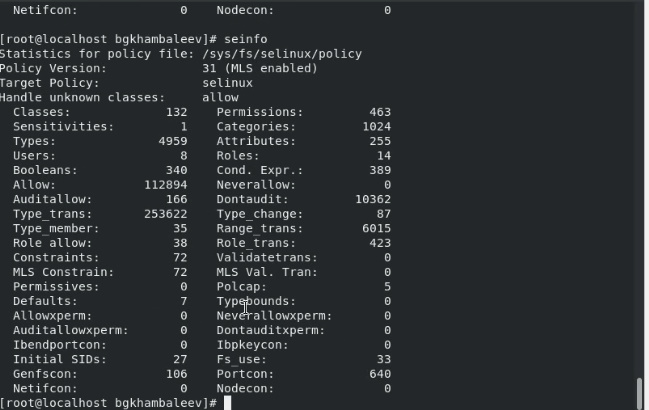 Netifcon: 0 Nodecon: 0
[root@localhost bgkhambaleev]# seinfo
Statistics for policy file: /sys/fs/selinux/policy
Policy Version: 31 (MLS enabled)
Target Policy: selinux
Handle unknown classes: allow
Classes: 132 Permissions: 463
Sensitivities: 1 Categories: 1024
Types: 4959 Attributes: 255
Users: 8 Roles: 14
Booleans: 340 Cond. Expr.: 389
Allow: 112894 Neverallow: 0
Auditallow: 166 Dontaudit: 10362
Type_trans: 253622 Type_change: 87
Type_member: 35 Range_trans: 6015
Role allow: 38 Role_trans: 423
Constraints: 72 Validatetrans: 0
MLS Constrain: 72 MLS Val. Tran: 0
Permissives: 0 Polcap: 5
Defaults: 7 Typebounds: 0
Allowxperm: 0 Neverallowxperm: 0
Auditallowxperm: 0 Dontauditxperm: 0
Ibendportcon: 0 Ibpkeycon: 0
Initial SIDs: 27 Fs_use: 33
Genfscon: 106 Portcon: 640
Netifcon: 0 Nodecon: 0
[root@localhost bgkhambaleev]#